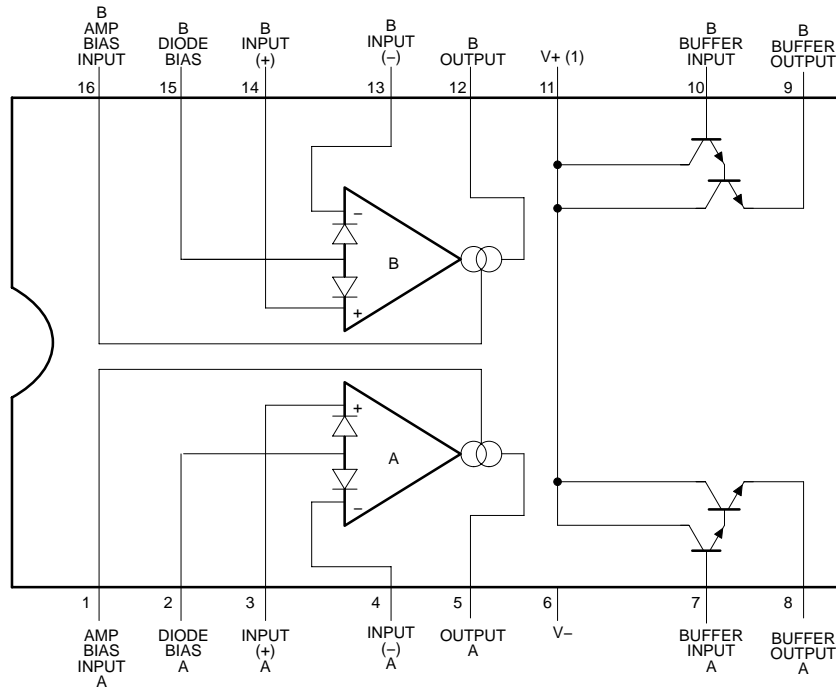 B
AMP
BIAS
INPUT
B
DIODE
BIAS
B
INPUT
(+)
B
INPUT
(–)
B
OUTPUT
V+ (1)
B
BUFFER
INPUT
B
BUFFER
OUTPUT
16
15
14
13
12
11
10
9
–
B
+
+
A
–
1
2
3
4
5
6
7
8
AMP
BIAS
INPUT
A
DIODE
BIAS
A
INPUT
(+)
A
INPUT
(–)
A
OUTPUT
A
V–
BUFFER
INPUT
A
BUFFER
OUTPUT
A